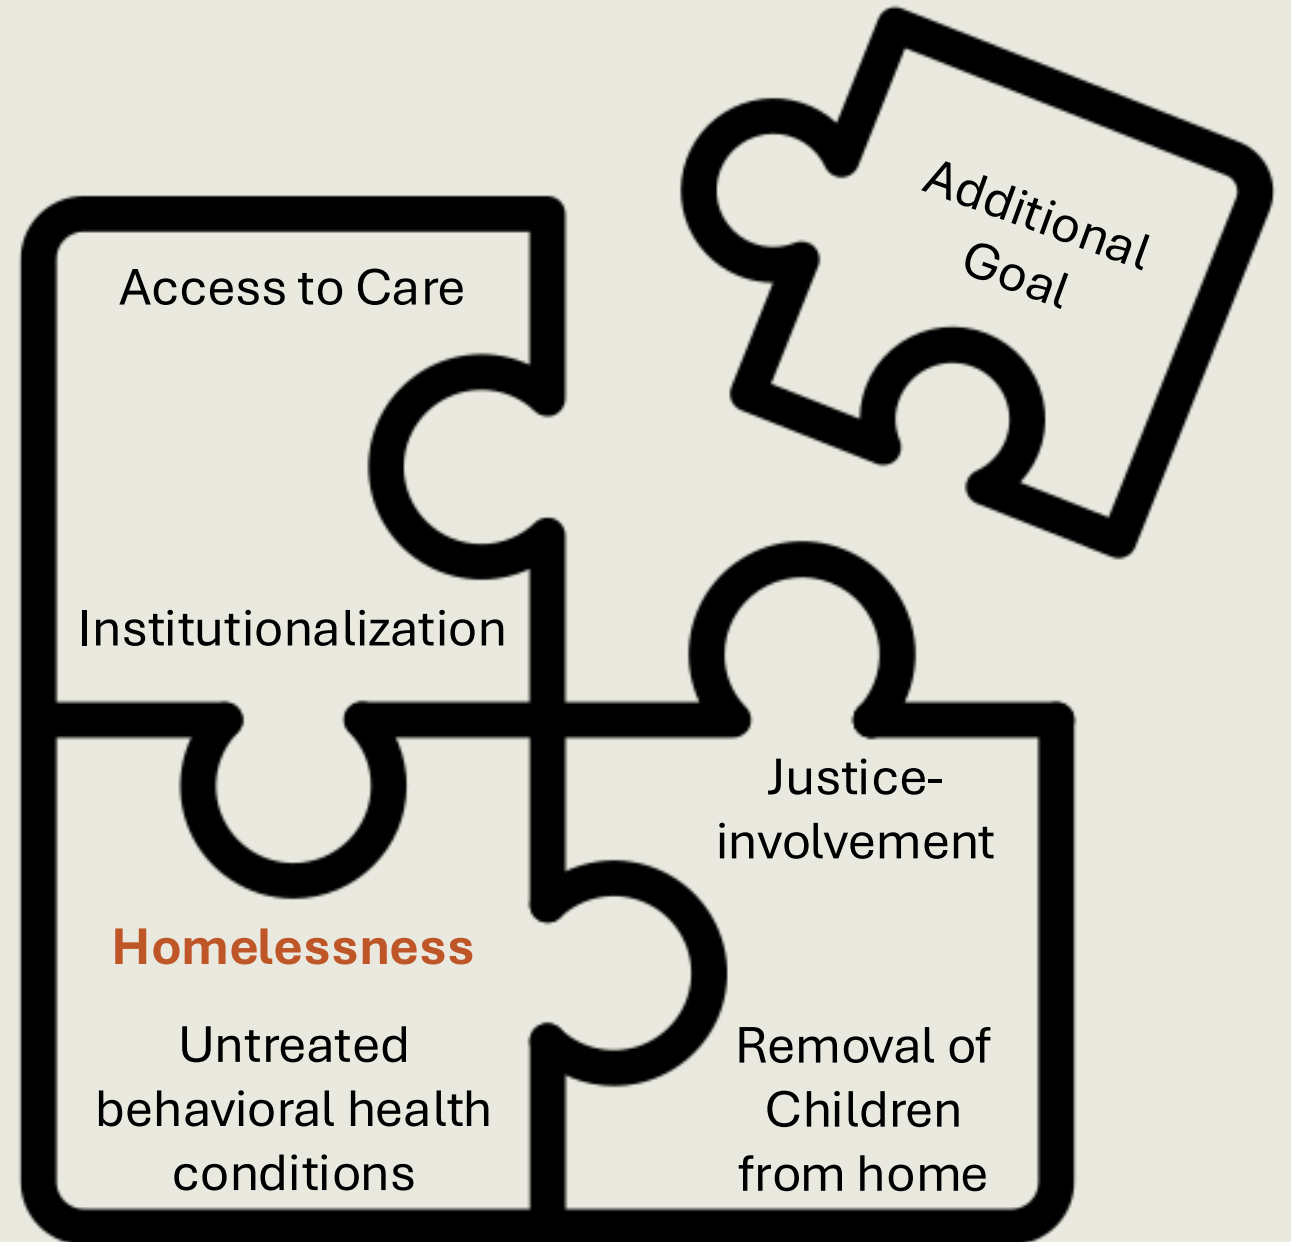 Additional
Goal
Access to Care
Institutionalization
Justice-
involvement
Homelessness
Untreated
behavioral health
conditions
Removal of
Children
from home